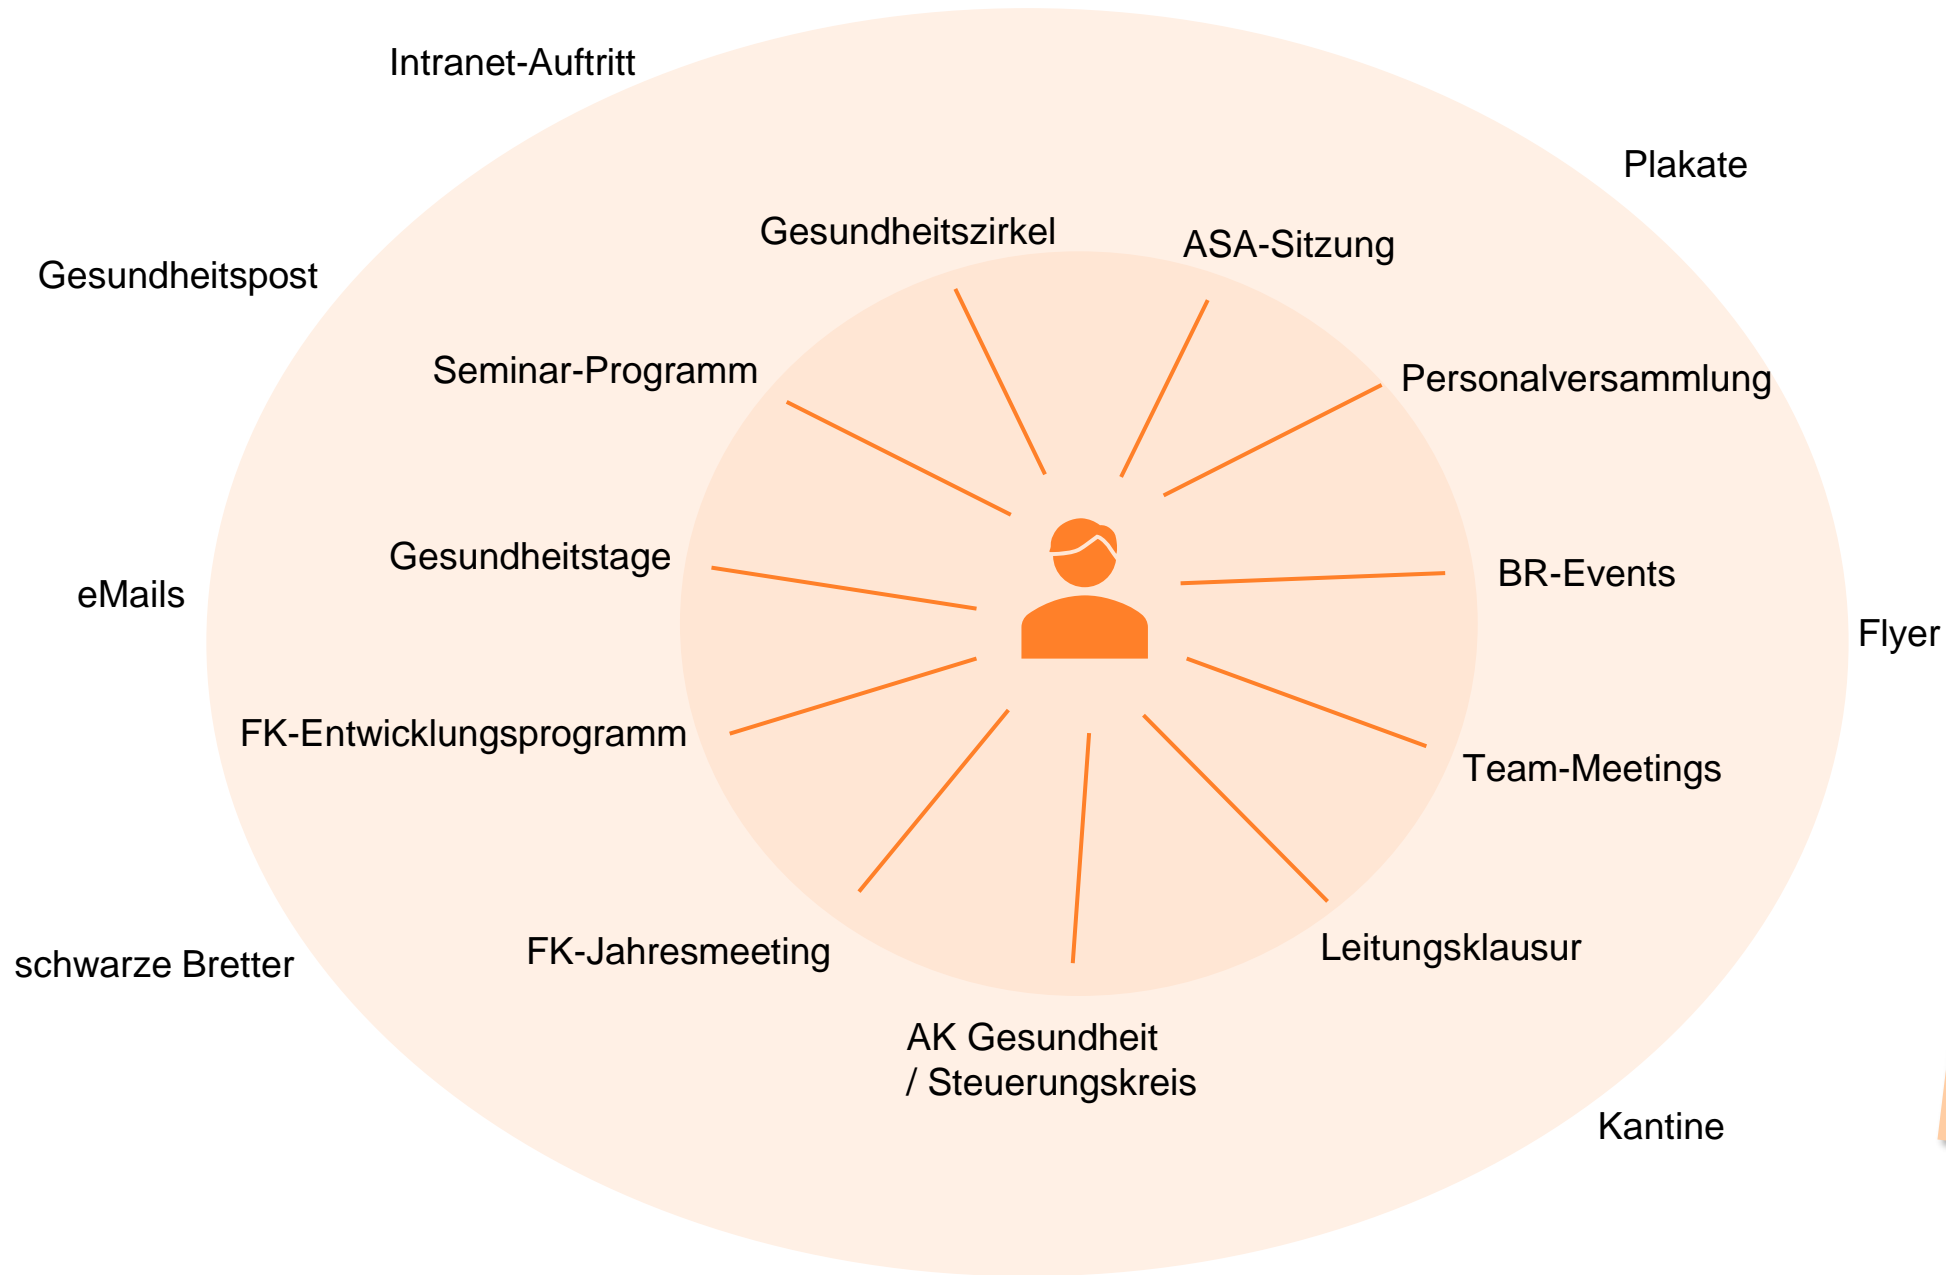 Intranet-Auftritt
Plakate
Gesundheitszirkel
ASA-Sitzung
Gesundheitspost
Seminar-Programm
Personalversammlung
Gesundheitstage
BR-Events
eMails
Flyer
FK-Entwicklungsprogramm
Team-Meetings
FK-Jahresmeeting
Leitungsklausur
schwarze Bretter
AK Gesundheit
/ Steuerungskreis
Kantine